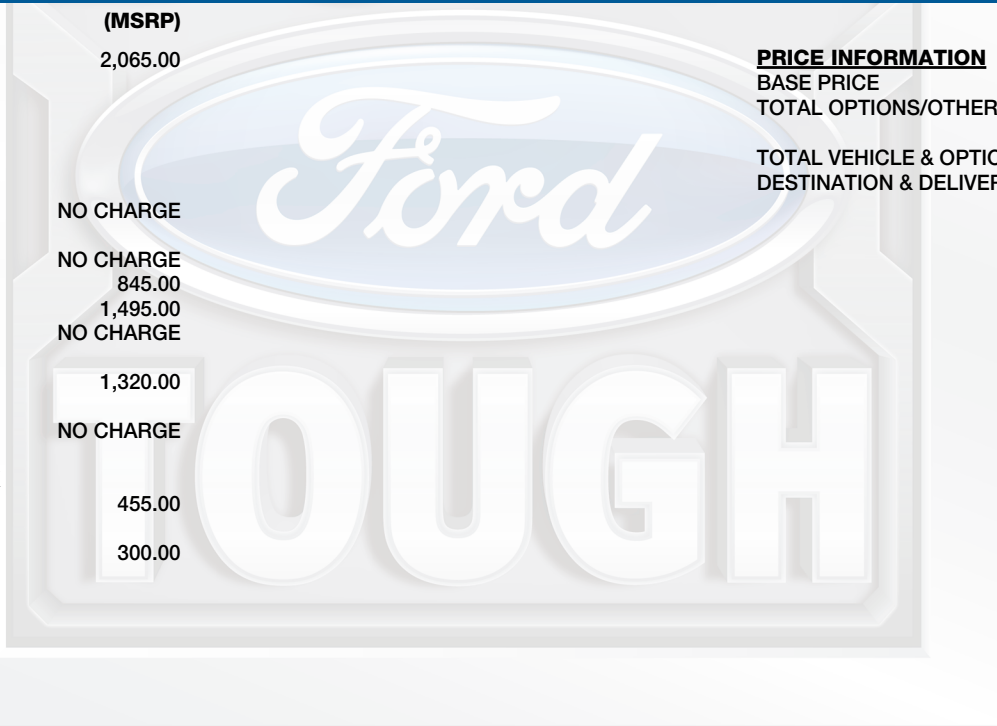 (MSRP)
2,065.00
NO CHARGE
NO CHARGE
845.00
1,495.00
NO CHARGE
1,320.00
NO CHARGE
455.00
300.00
PRICE INFORMATION
BASE PRICE
TOTAL OPTIONS/OTHER
TOTAL VEHICLE & OPTIO
DESTINATION & DELIVER
Ford
TOUGH